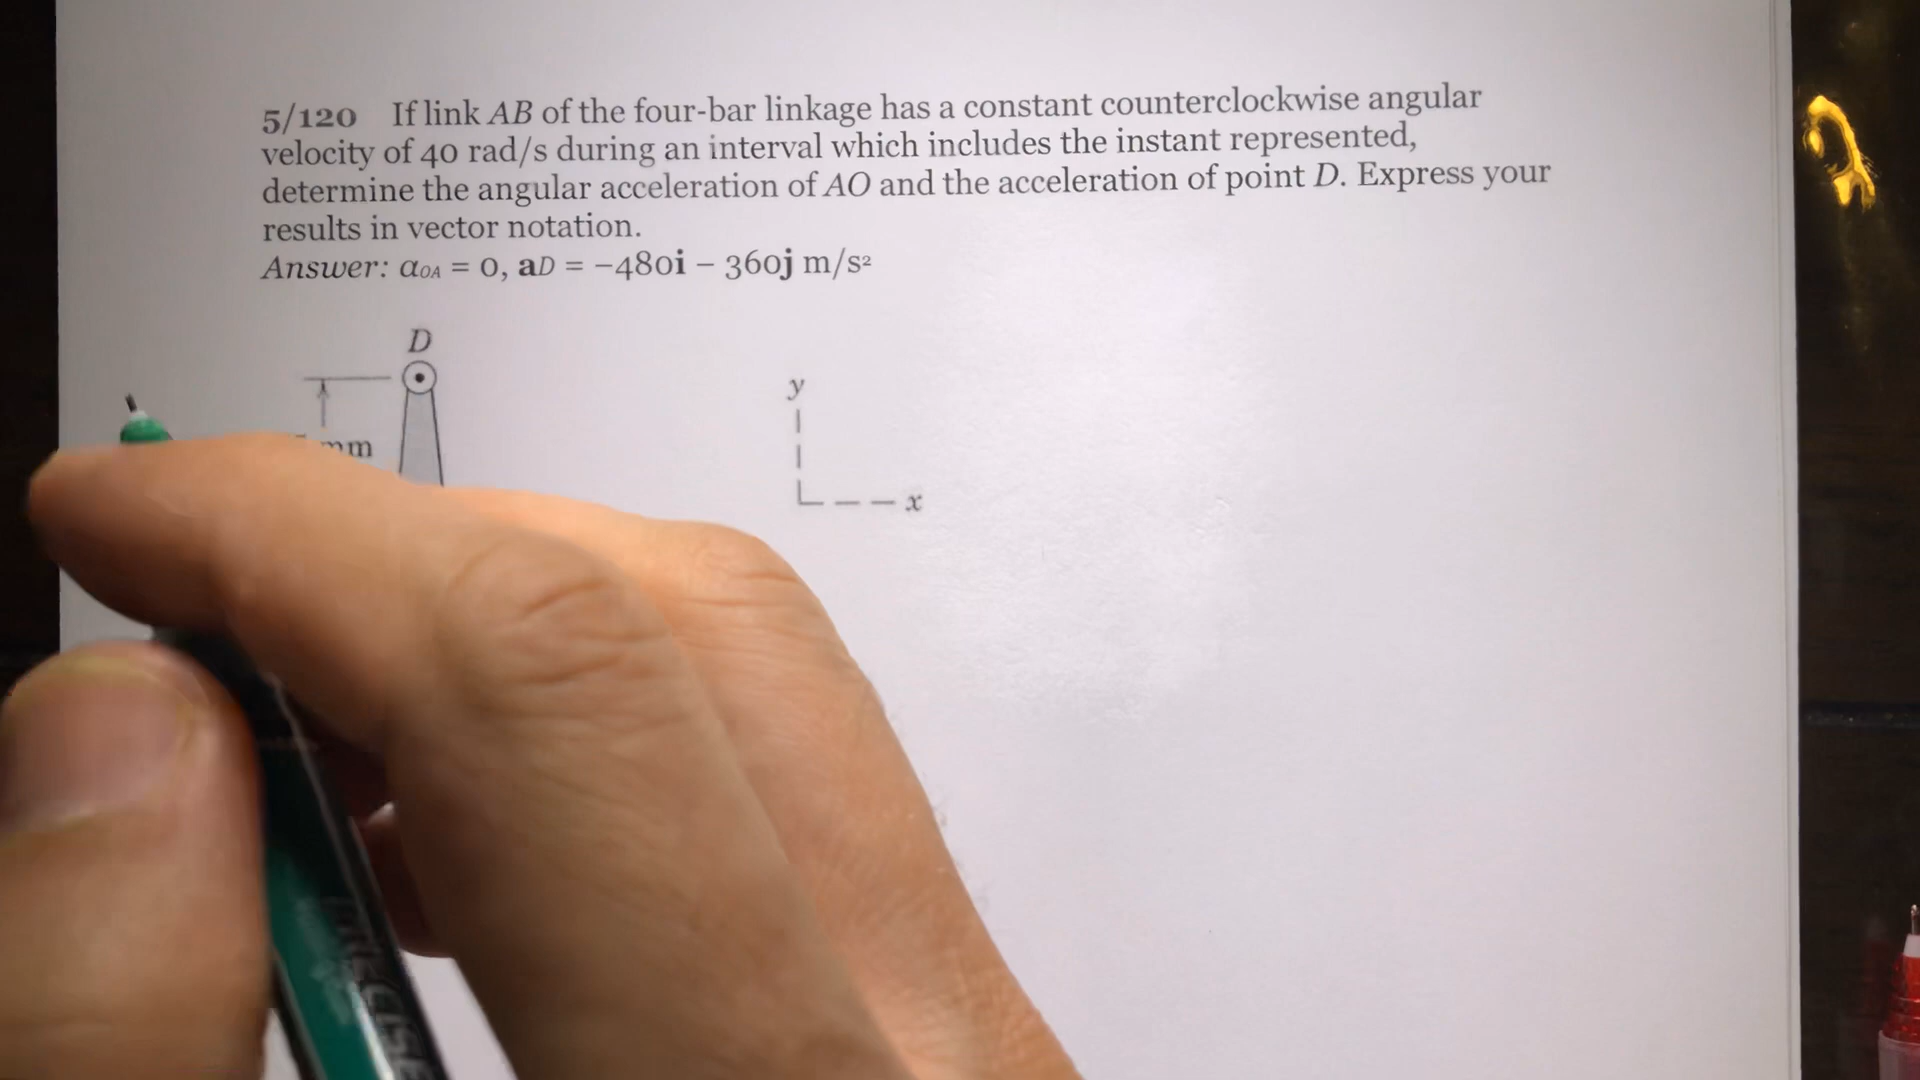 5/120 If link AB of the four-bar linkage has a constant counterclockwise angular
velocity of 40 rad/s during an interval which includes the instant represented,
determine the angular acceleration of AO and the acceleration of point D. Express your
results in vector notation.
Answer: αOA = 0, aD = −480i − 360j m/s²
D
y
mm
x